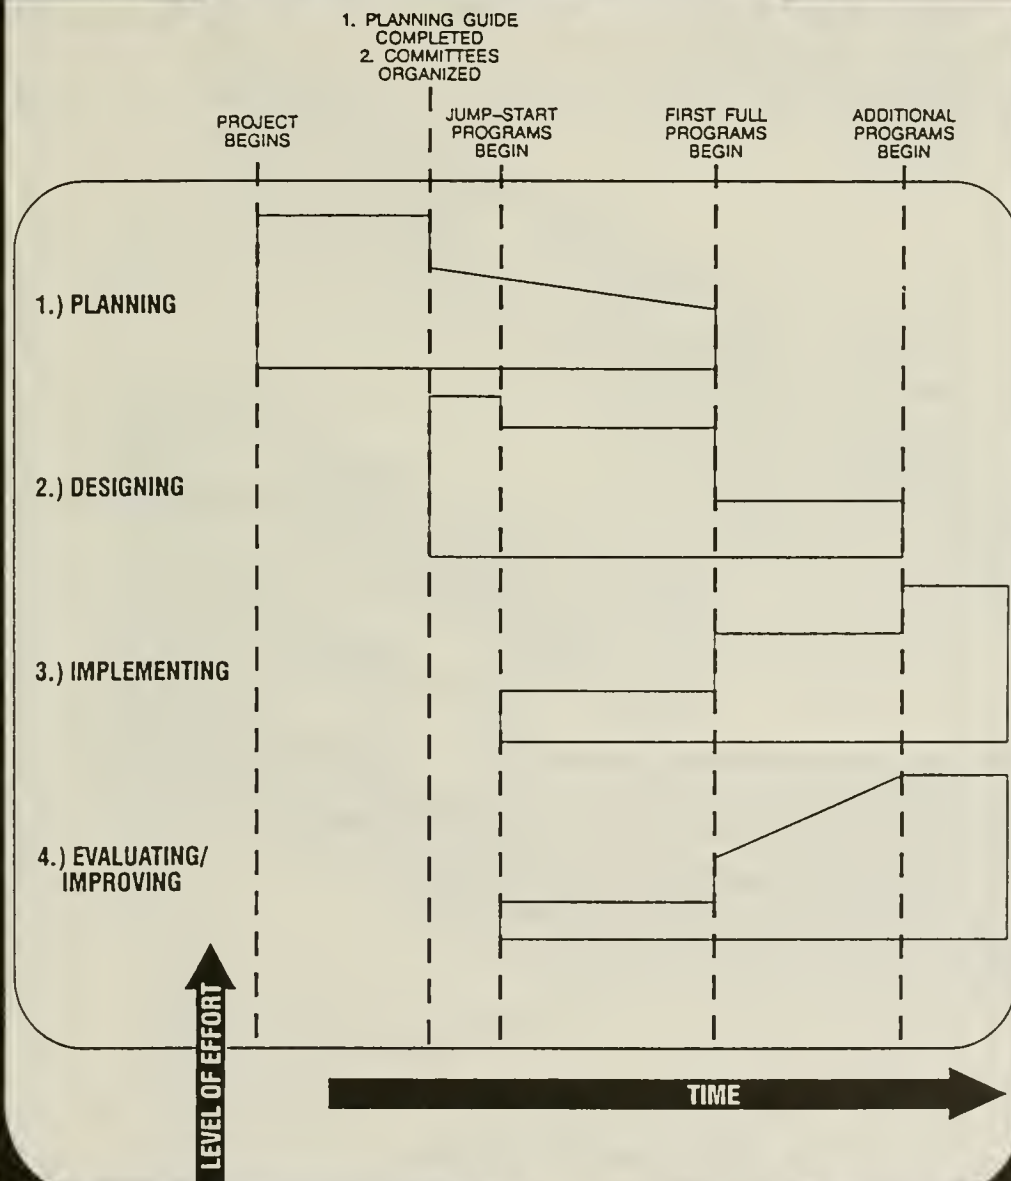 1. PLANNING GUIDE
COMPLETED
2. COMMITTEES
ORGANIZED
PROJECT
BEGINS
JUMP-START
PROGRAMS
BEGIN
FIRST FULL
PROGRAMS
BEGIN
ADDITIONAL
PROGRAMS
BEGIN
1.) PLANNING
2.) DESIGNING
3.) IMPLEMENTING
4.) EVALUATING/
IMPROVING
LEVEL OF EFFORT
TIME